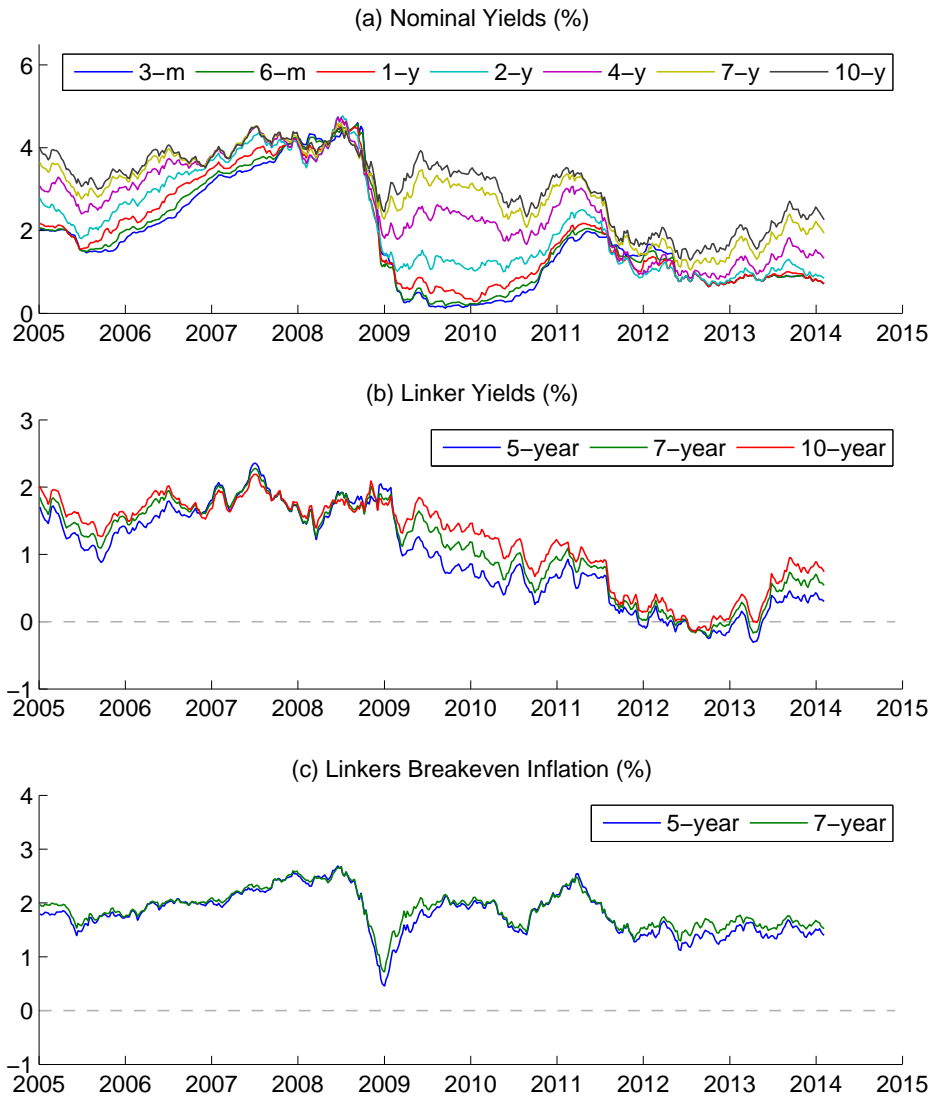 (a) Nominal Yields (%)
6
3−m 6−m 1−y 2−y 4−y 7−y 10−y
4
2
0
2005 2006 2007 2008 2009 2010 2011 2012 2013 2014 2015
(b) Linker Yields (%)
3
5−year 7−year 10−year
2
1
0
−1
2005 2006 2007 2008 2009 2010 2011 2012 2013 2014 2015
(c) Linkers Breakeven Inflation (%)
4
5−year 7−year
3
2
1
0
−1
2005 2006 2007 2008 2009 2010 2011 2012 2013 2014 2015